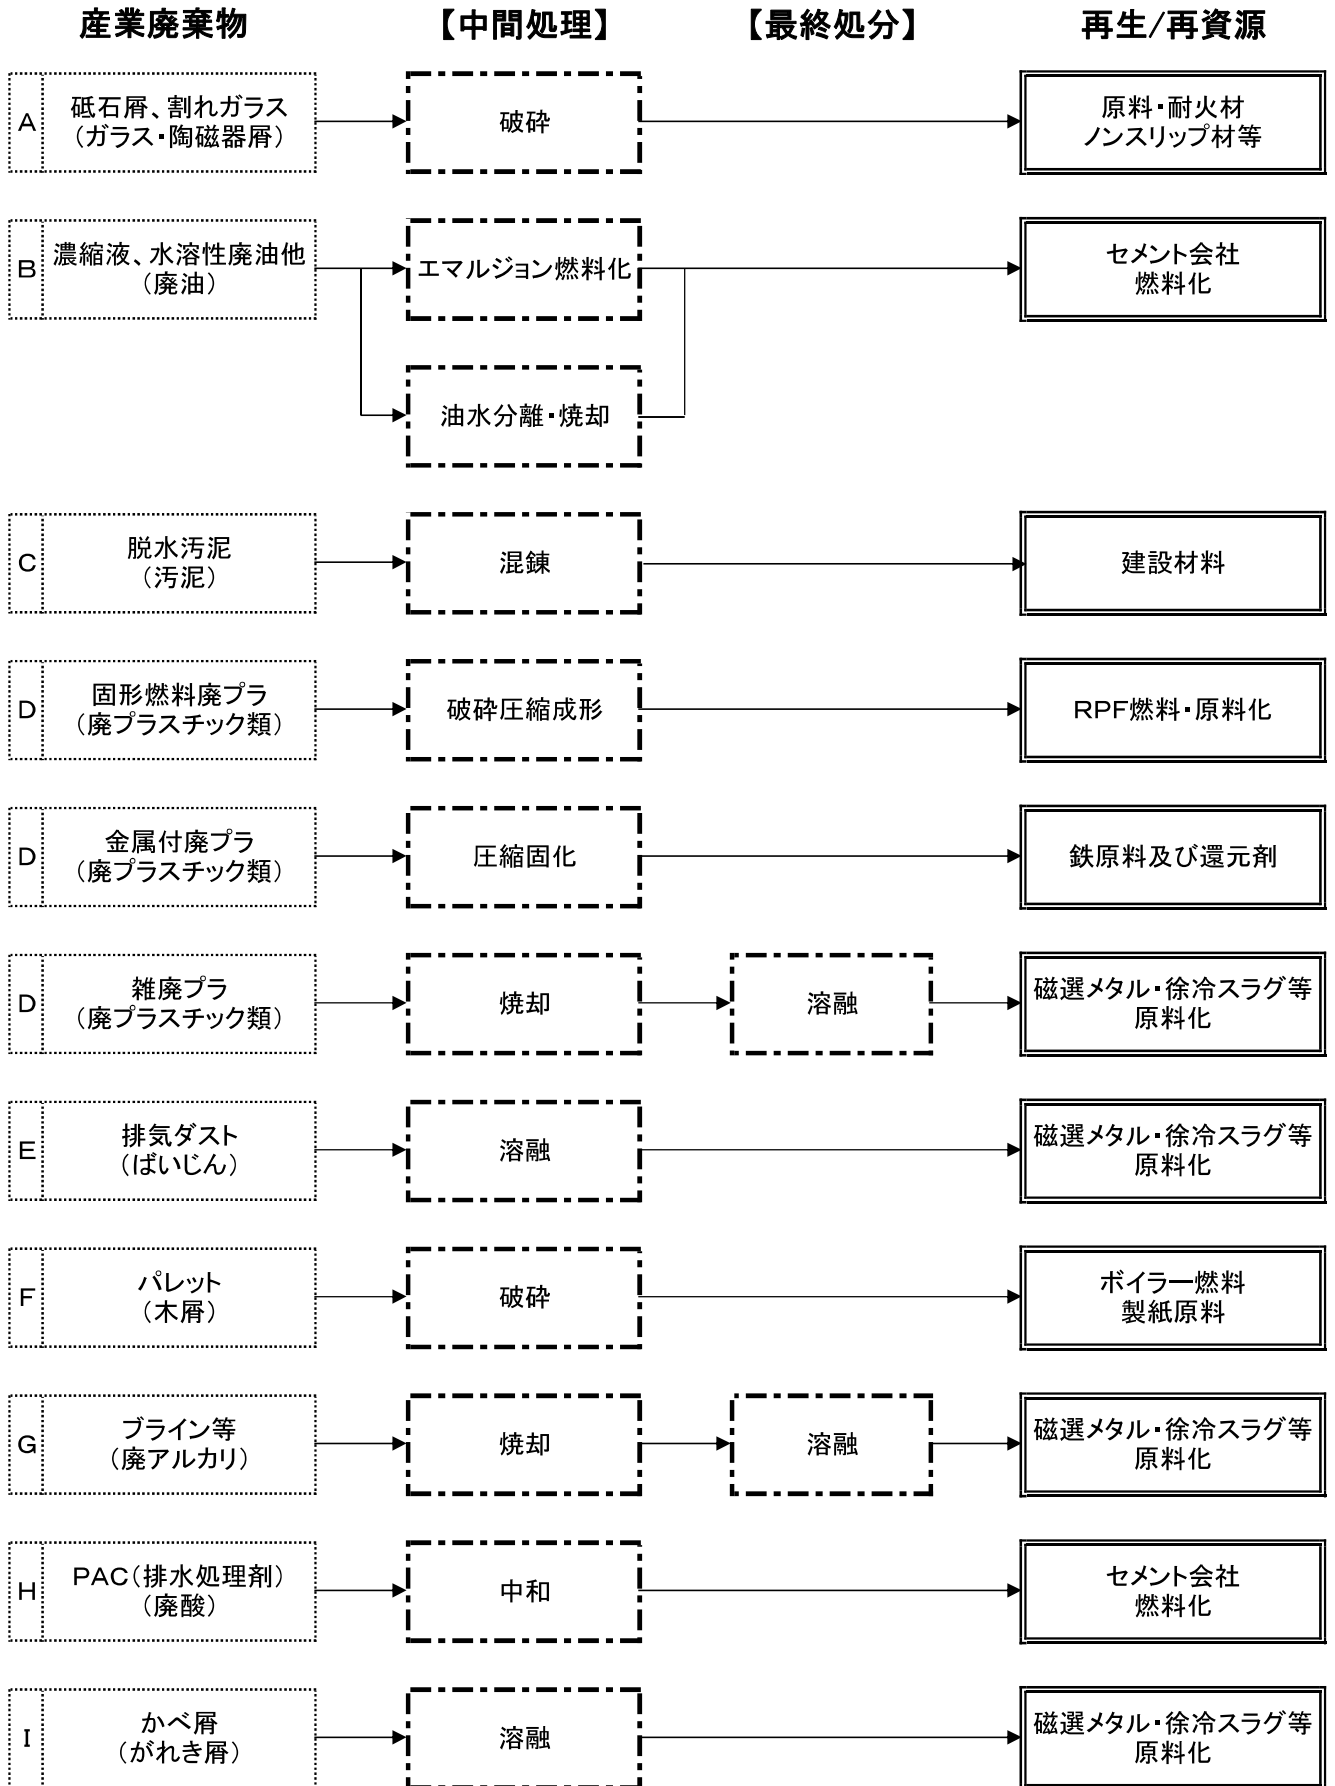 産業廃棄物 【中間処理】 【最終処分】 再生/再資源
A 砥石屑、割れガラス 破砕 原料・耐火材
(ガラス・陶磁器屑) ノンスリップ材等
B 濃縮液、水溶性廃油他 エマルジョン燃料化 セメント会社
(廃油) 燃料化
油水分離・焼却
C 脱水汚泥 混錬 建設材料
(汚泥)
D 固形燃料廃プラ 破砕圧縮成形 RPF燃料・原料化
(廃プラスチック類)
D 金属付廃プラ 圧縮固化 鉄原料及び還元剤
(廃プラスチック類)
D 雑廃プラ 焼却 溶融 磁選メタル・徐冷スラグ等
(廃プラスチック類) 原料化
E 排気ダスト 溶融 磁選メタル・徐冷スラグ等
(ばいじん) 原料化
F パレット 破砕 ボイラー燃料
(木屑) 製紙原料
G ブライン等 焼却 溶融 磁選メタル・徐冷スラグ等
(廃アルカリ) 原料化
H PAC(排水処理剤) 中和 セメント会社
(廃酸) 燃料化
I かべ屑 溶融 磁選メタル・徐冷スラグ等
(がれき屑) 原料化